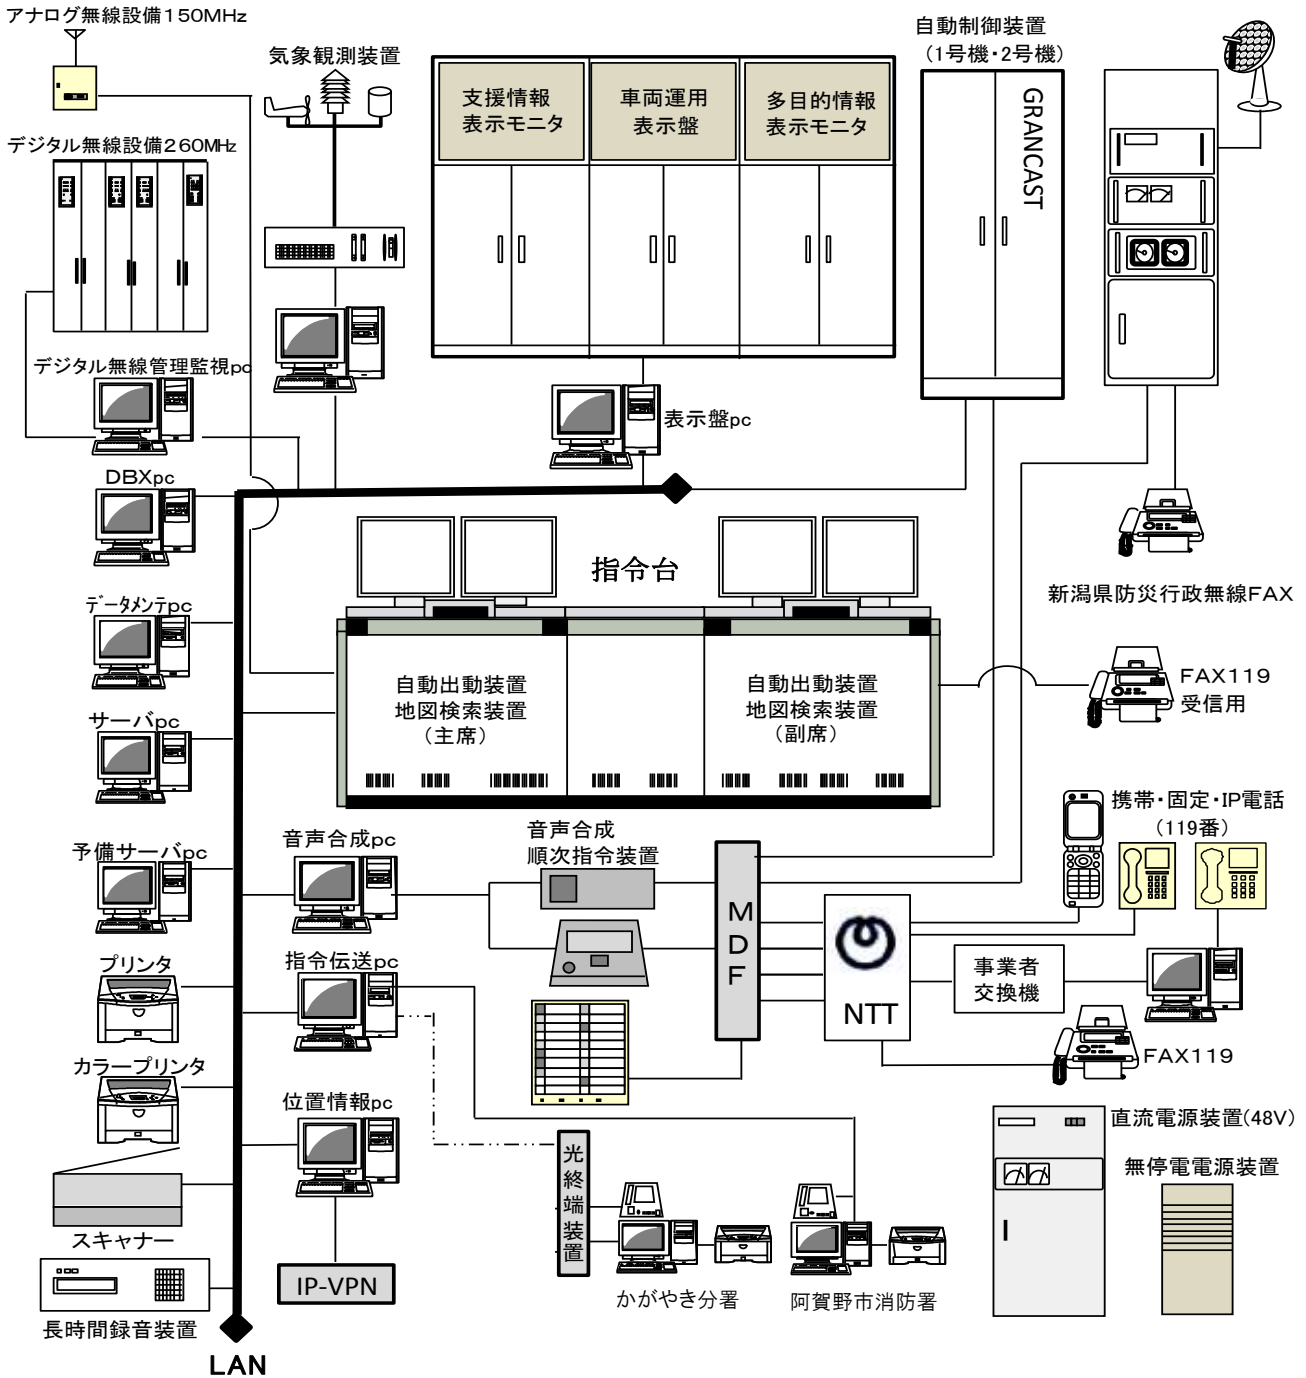 アナログ無線設備150MHz
気象観測装置
自動制御装置
(1号機・2号機)
支援情報
表示モニタ
車両運用
表示盤
多目的情報
表示モニタ
GRANCAST
デジタル無線設備260MHz
デジタル無線管理監視pc
表示盤pc
DBXpc
指令台
新潟県防災行政無線FAX
ﾃﾞｰﾀﾒﾝﾃpc
自動出動装置
地図検索装置
(主席)
自動出動装置
地図検索装置
(副席)
FAX119
受信用
サーバpc
携帯・固定・IP電話
(119番)
予備サーバpc
音声合成pc
音声合成
順次指令装置
MDF
NTT
事業者
交換機
プリンタ
指令伝送pc
FAX119
カラープリンタ
位置情報pc
直流電源装置(48V)
無停電電源装置
光終端装置
スキャナー
IP-VPN
かがやき分署
阿賀野市消防署
長時間録音装置
LAN